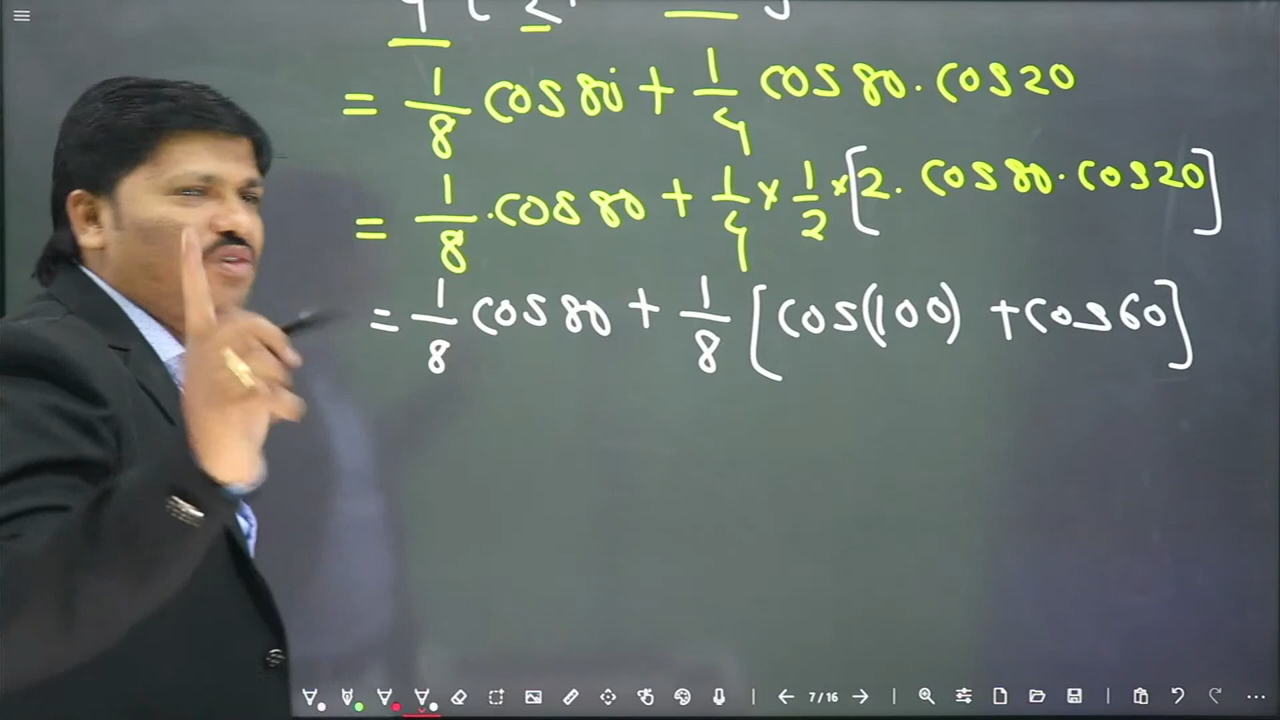 = 1/8 cos 80 + 1/4 cos 80 . cos 20
= 1/8 . cos 80 + 1/4 × 1/2 × [2 . cos 80 . cos 20]
= 1/8 cos 80 + 1/8 [cos(100) + cos 60]
7/16